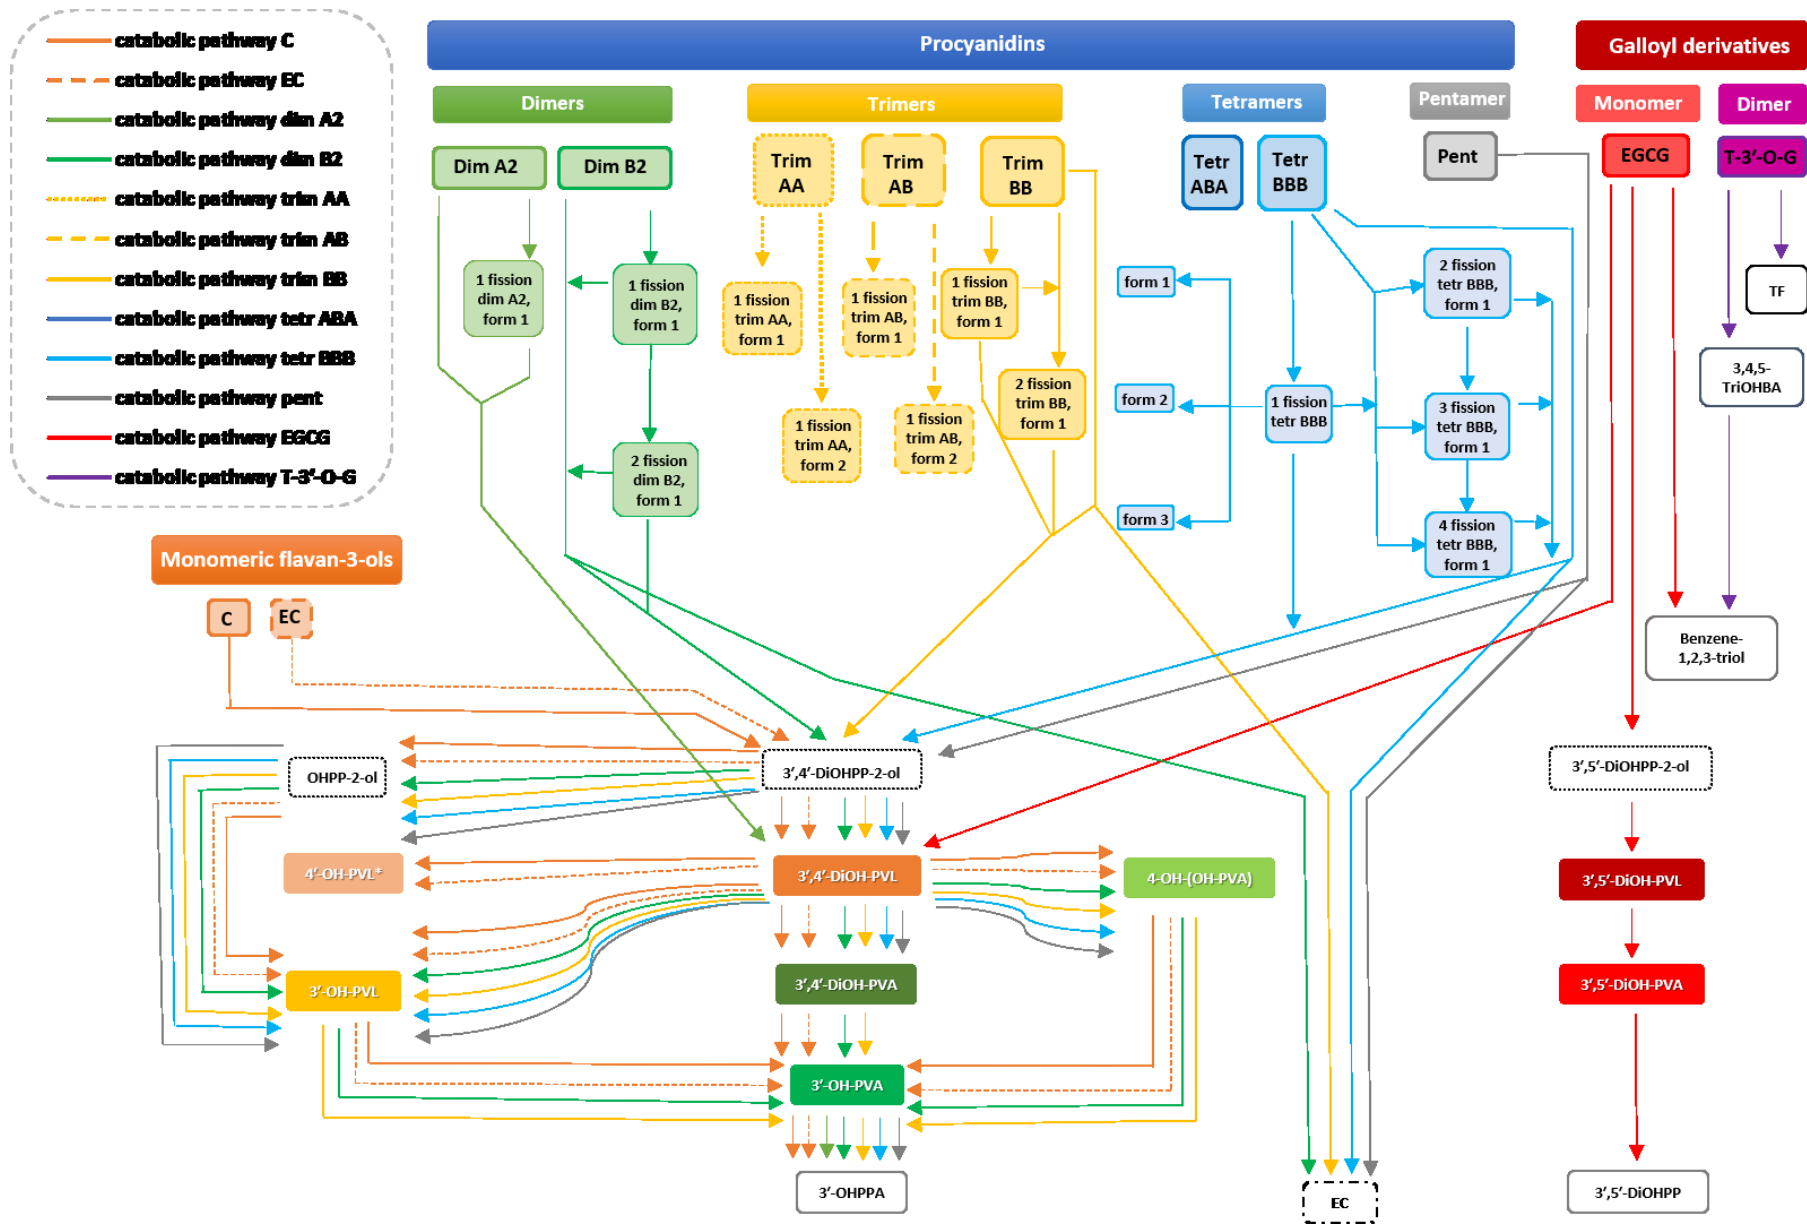 catabolic pathway C
catabolic pathway EC
catabolic pathway dim A2
catabolic pathway dim B2
catabolic pathway trim AA
catabolic pathway trim AB
catabolic pathway trim BB
catabolic pathway tetr ABA
catabolic pathway tetr BBB
catabolic pathway pent
catabolic pathway EGCG
catabolic pathway T-3′-O-G
Procyanidins
Galloyl derivatives
Dimers
Trimers
Tetramers
Pentamer
Monomer
Dimer
Dim A2
Dim B2
Trim
AA
Trim
AB
Trim
BB
Tetr
ABA
Tetr
BBB
Pent
EGCG
T-3′-O-G
1 fission
dim A2,
form 1
1 fission
dim B2,
form 1
2 fission
dim B2,
form 1
1 fission
trim AA,
form 1
1 fission
trim AA,
form 2
1 fission
trim AB,
form 1
1 fission
trim AB,
form 2
1 fission
trim BB,
form 1
2 fission
trim BB,
form 1
form 1
form 2
form 3
1 fission
tetr BBB
2 fission
tetr BBB,
form 1
3 fission
tetr BBB,
form 1
4 fission
tetr BBB,
form 1
TF
3,4,5-
TriOHBA
Benzene-
1,2,3-triol
Monomeric flavan-3-ols
C
EC
OHPP-2-ol
3′,4′-DiOHPP-2-ol
3′,5′-DiOHPP-2-ol
4′-OH-PVL*
3′,4′-DiOH-PVL
4-OH-(OH-PVA)
3′,5′-DiOH-PVL
3′-OH-PVL
3′,4′-DiOH-PVA
3′,5′-DiOH-PVA
3′-OH-PVA
3′-OHPPA
EC
3′,5′-DiOHPP